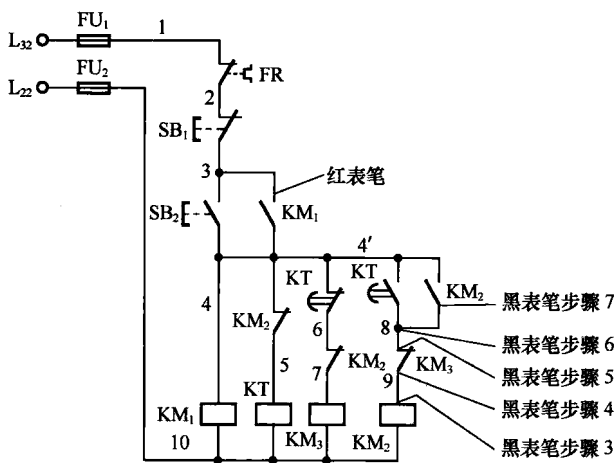 FU₁
L₃₂
1
FU₂
L₂₂
FR
2
SB₁
3
红表笔
SB₂
KM₁
4′
KT
KT
KM₂
黑表笔步骤 7
4
KM₂
6
8
黑表笔步骤 6
5
7
KM₂
KM₃
黑表笔步骤 5
9
黑表笔步骤 4
KT
KM₁
KM₃
KM₂
黑表笔步骤 3
10